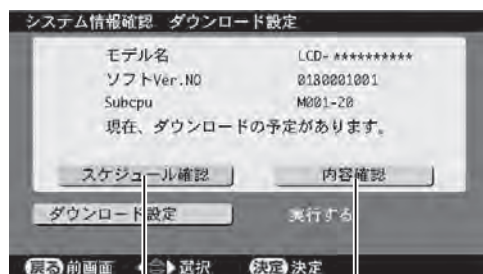 システム情報確認 ダウンロード設定
モデル名 LCD- **********
ソフトVer.NO 0180001001
Subcpu M001-20
現在、ダウンロードの予定があります。
スケジュール確認 内容確認
ダウンロード設定 実行する
戻る 前画面 選択 決定 決定